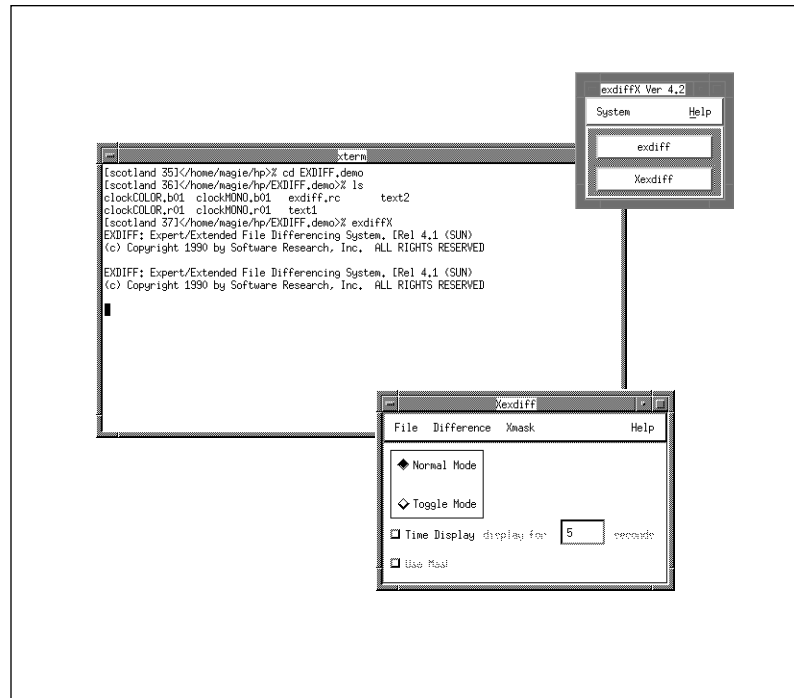 exdiffX Ver 4.2
System Help
exdiff
Xexdiff
xterm
[scotland 35]</home/magie/hp>% cd EXDIFF.demo
[scotland 36]</home/magie/hp/EXDIFF.demo>% ls
clockCOLOR.b01 clockMONO.b01 exdiff.rc text2
clockCOLOR.r01 clockMONO.r01 text1
[scotland 37]</home/magie/hp/EXDIFF.demo>% exdiffX
EXDIFF: Expert/Extended File Differencing System. [Rel 4.1 (SUN)
(c) Copyright 1990 by Software Research, Inc. ALL RIGHTS RESERVED
EXDIFF: Expert/Extended File Differencing System. [Rel 4.1 (SUN)
(c) Copyright 1990 by Software Research, Inc. ALL RIGHTS RESERVED
Xexdiff
File Difference Xmask Help
Normal Mode
Toggle Mode
Time Display display for 5 seconds
Use Mask